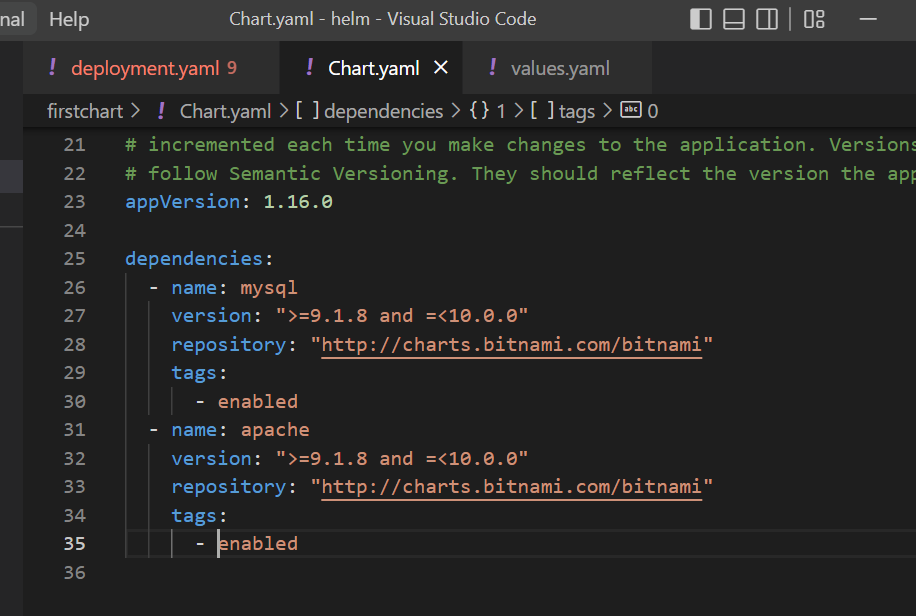 nal Help Chart.yaml - helm - Visual Studio Code
! deployment.yaml 9 ! Chart.yaml × ! values.yaml
firstchart > ! Chart.yaml > [ ] dependencies > {} 1 > [ ] tags > abc 0
21 # incremented each time you make changes to the application. Versions
22 # follow Semantic Versioning. They should reflect the version the app
23 appVersion: 1.16.0
24
25 dependencies:
26 - name: mysql
27 version: ">=9.1.8 and =<10.0.0"
28 repository: "http://charts.bitnami.com/bitnami"
29 tags:
30 - enabled
31 - name: apache
32 version: ">=9.1.8 and =<10.0.0"
33 repository: "http://charts.bitnami.com/bitnami"
34 tags:
35 - enabled
36